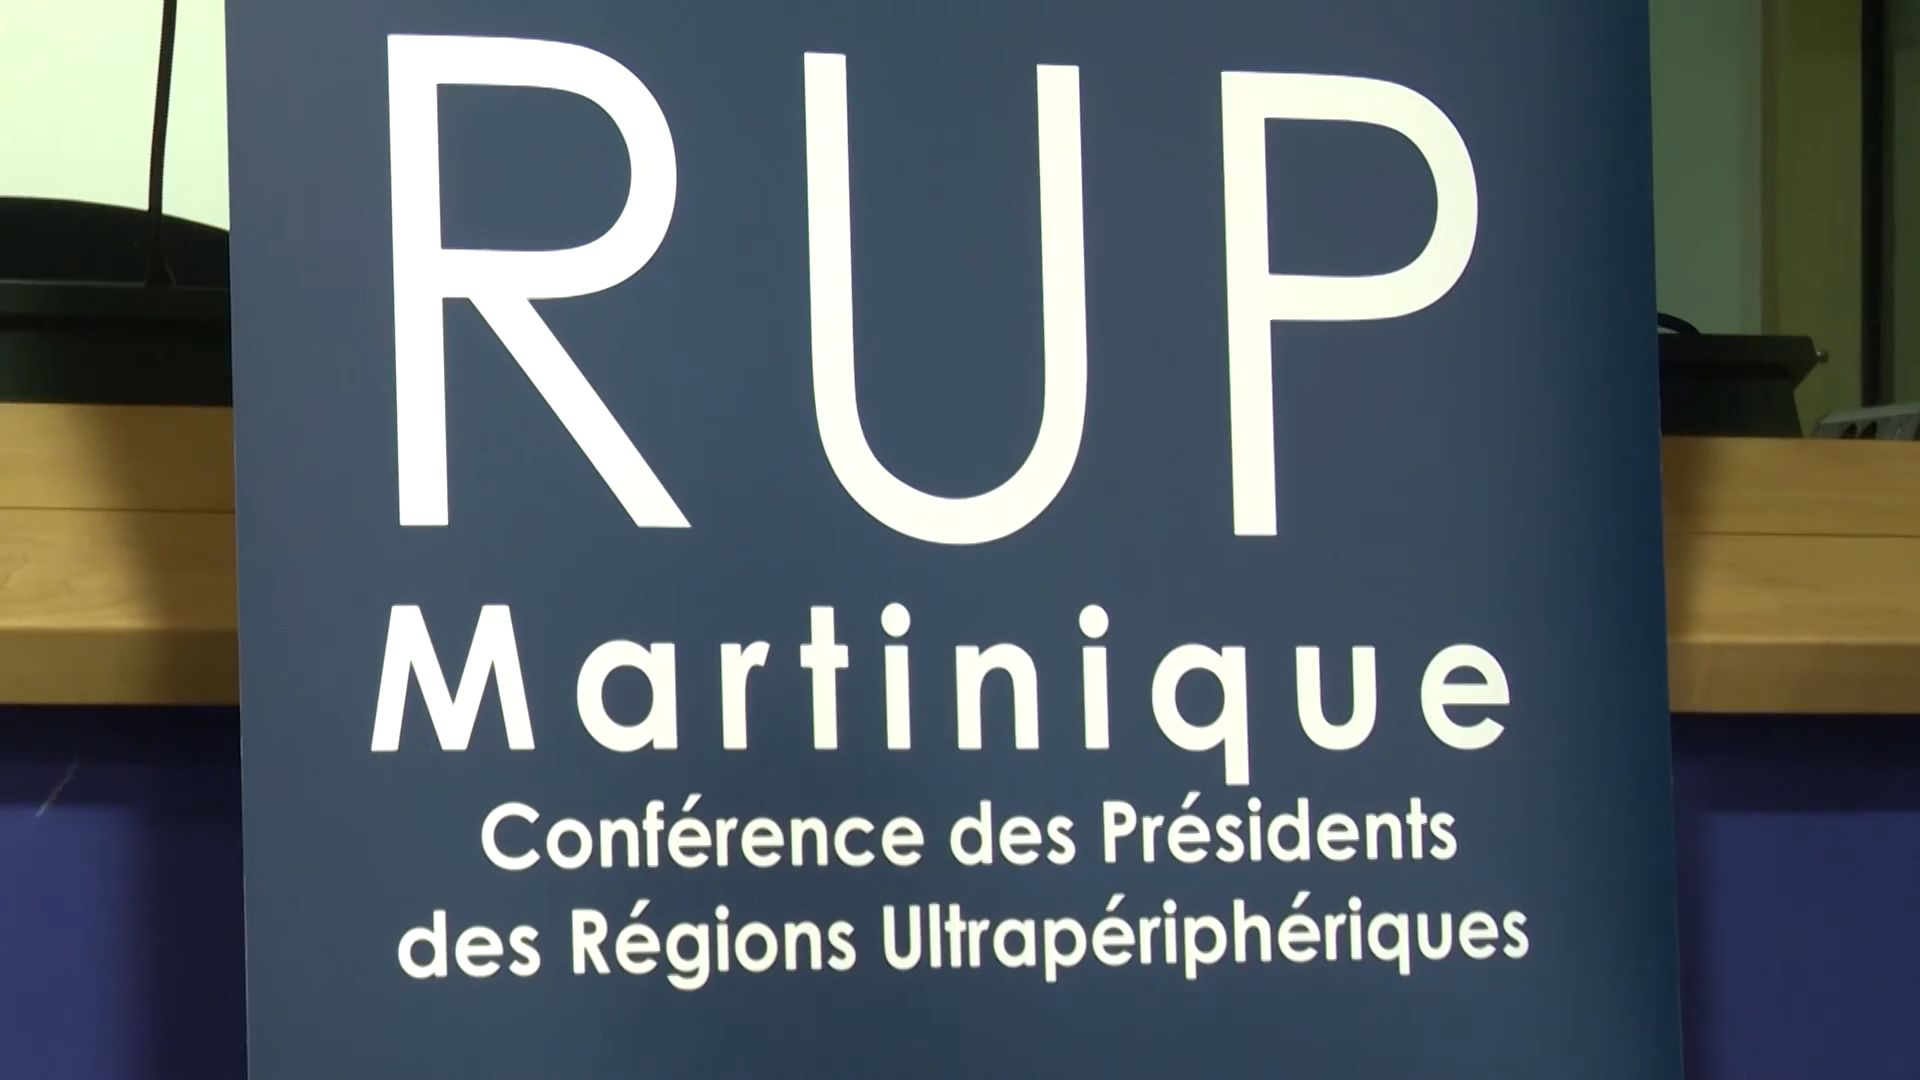 RUP
Martinique
Conférence des Présidents
des Régions Ultrapériphériques